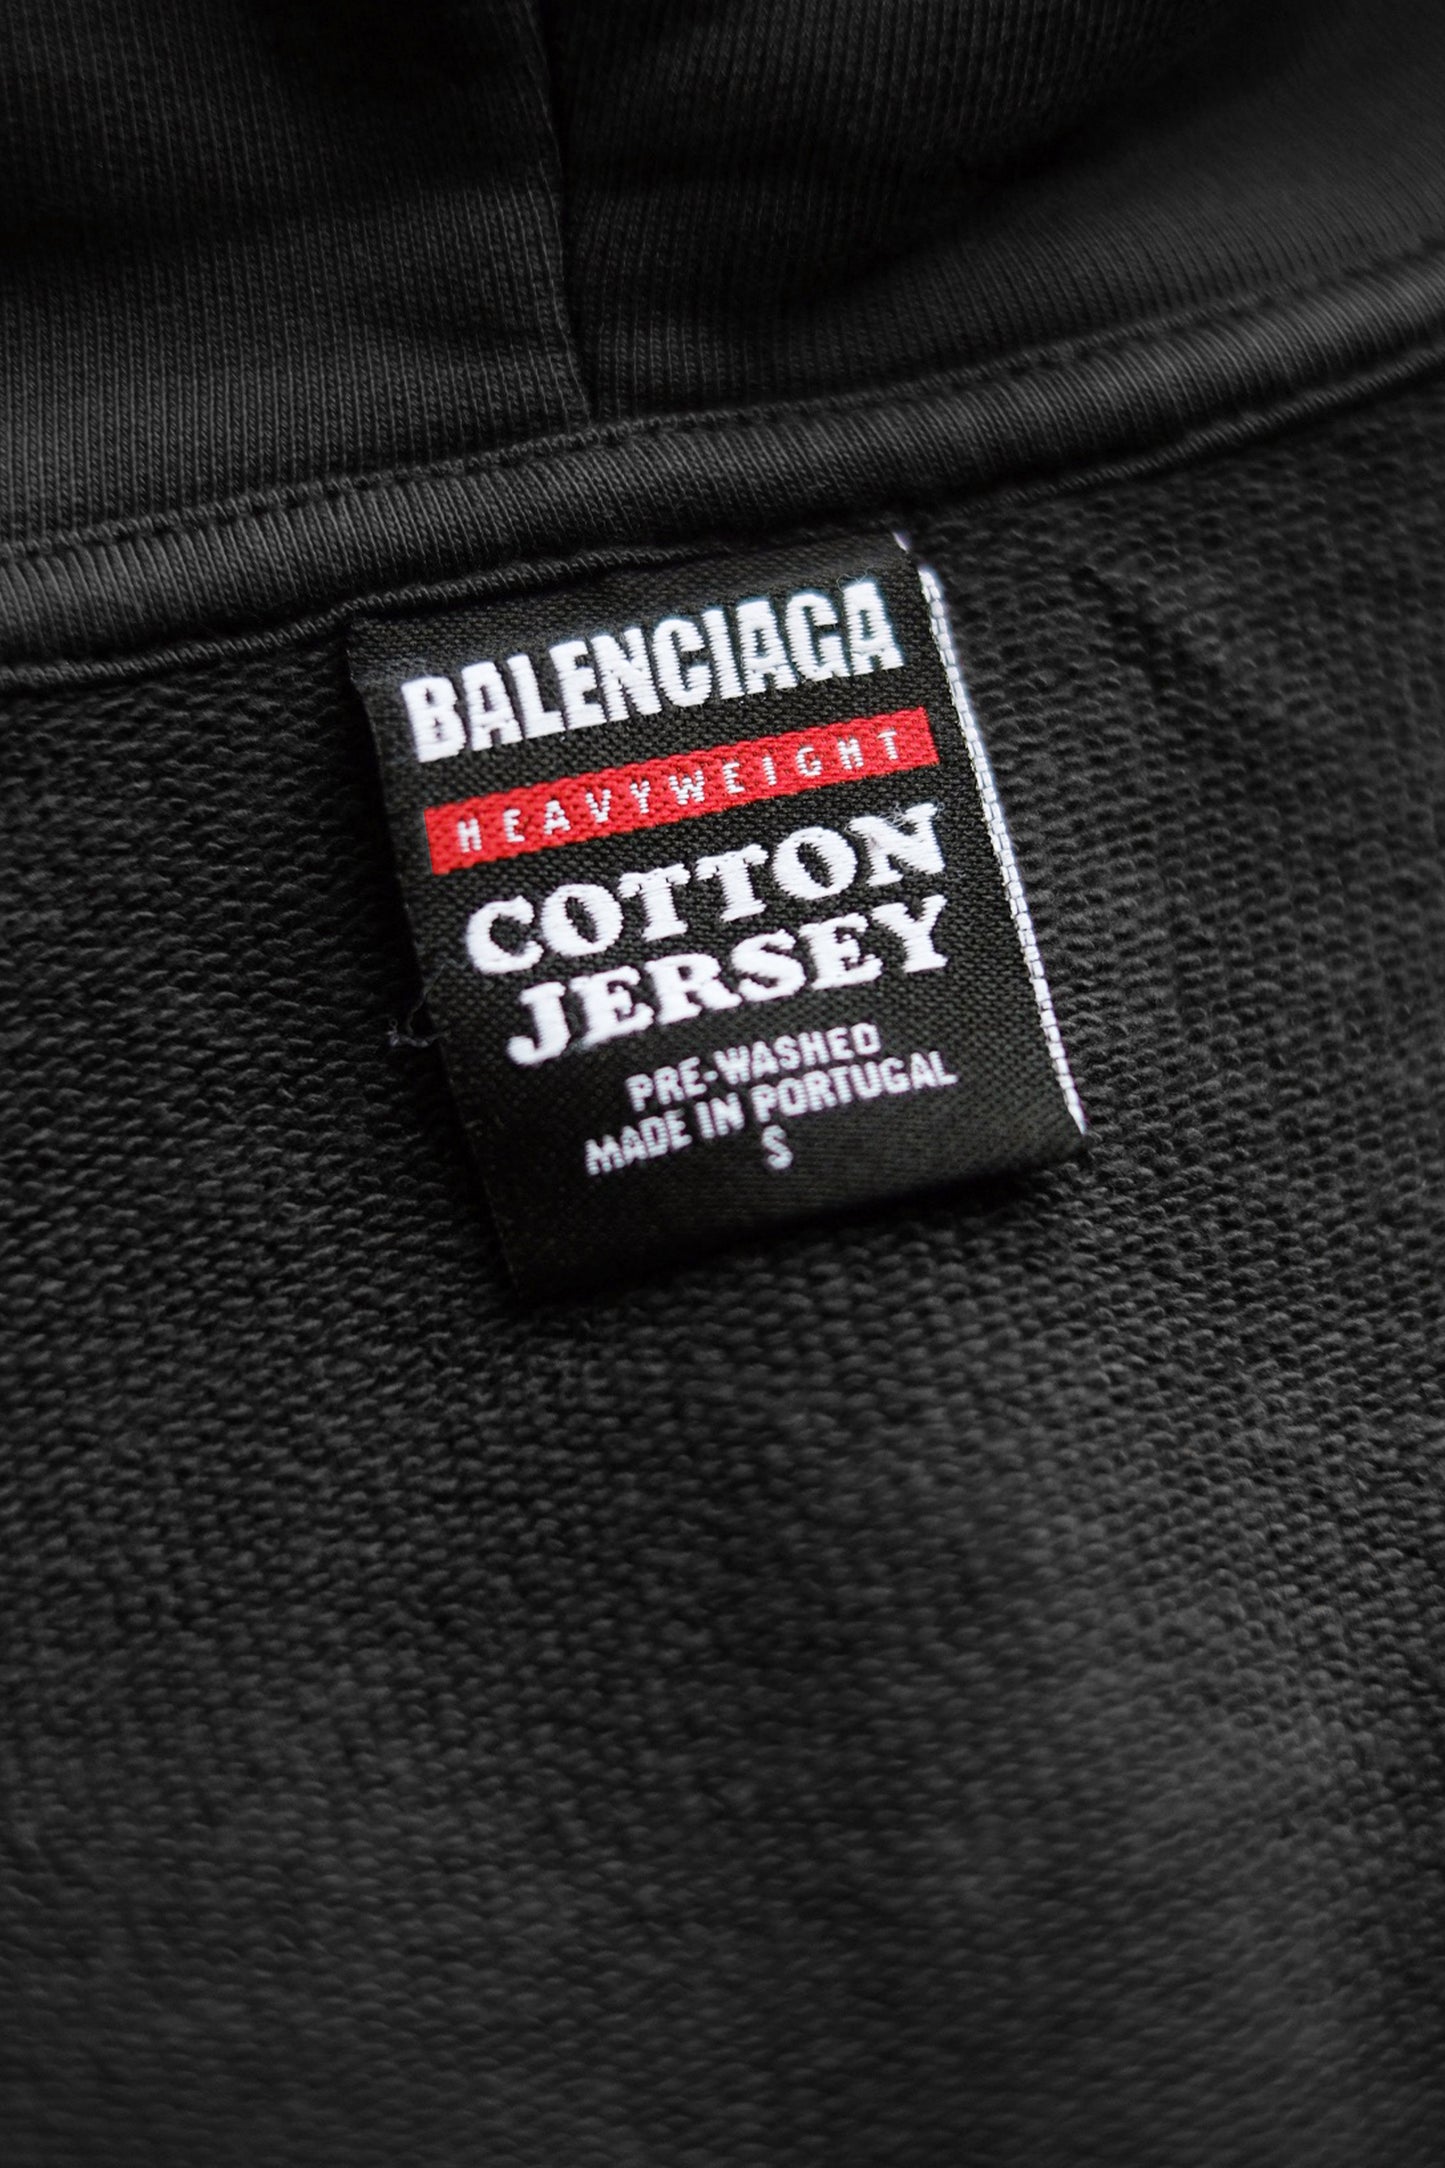 BALENCIAGA
HEAVYWEIGHT
COTTON
JERSEY
PRE-WASHED
MADE IN PORTUGAL
S